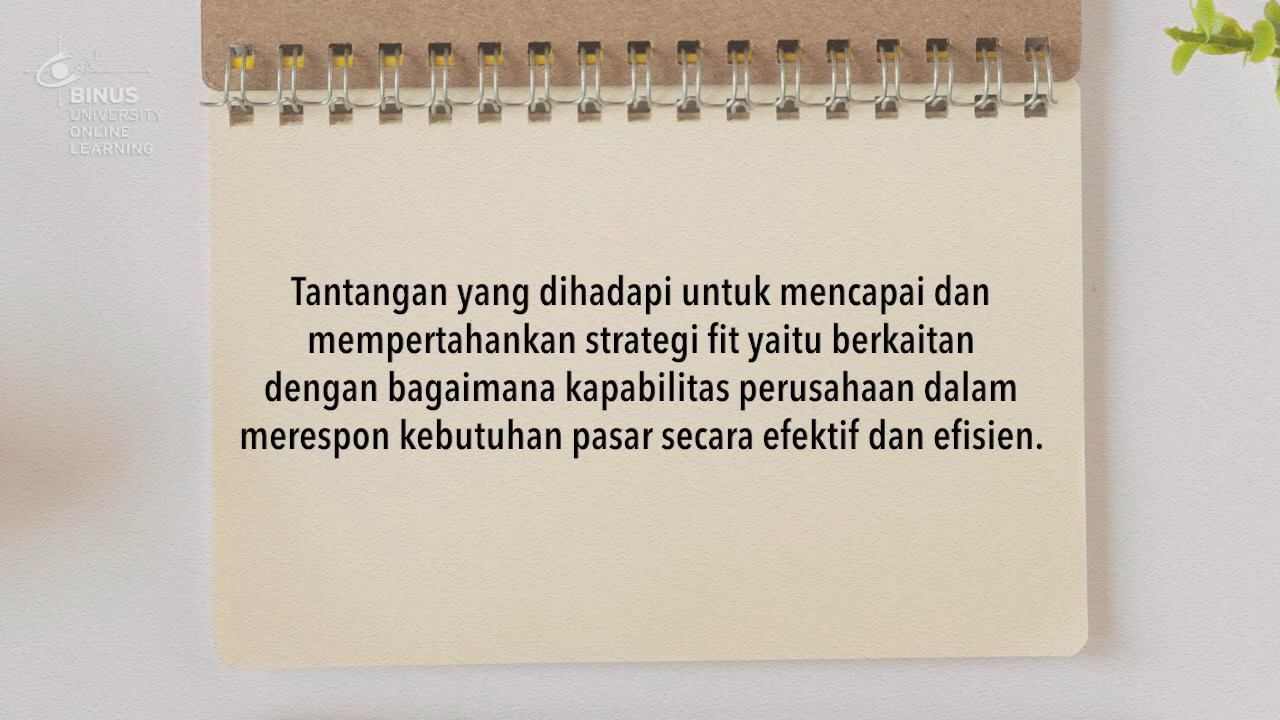 BINUS
UNIVERSITY
ONLINE
LEARNING
Tantangan yang dihadapi untuk mencapai dan
mempertahankan strategi fit yaitu berkaitan
dengan bagaimana kapabilitas perusahaan dalam
merespon kebutuhan pasar secara efektif dan efisien.